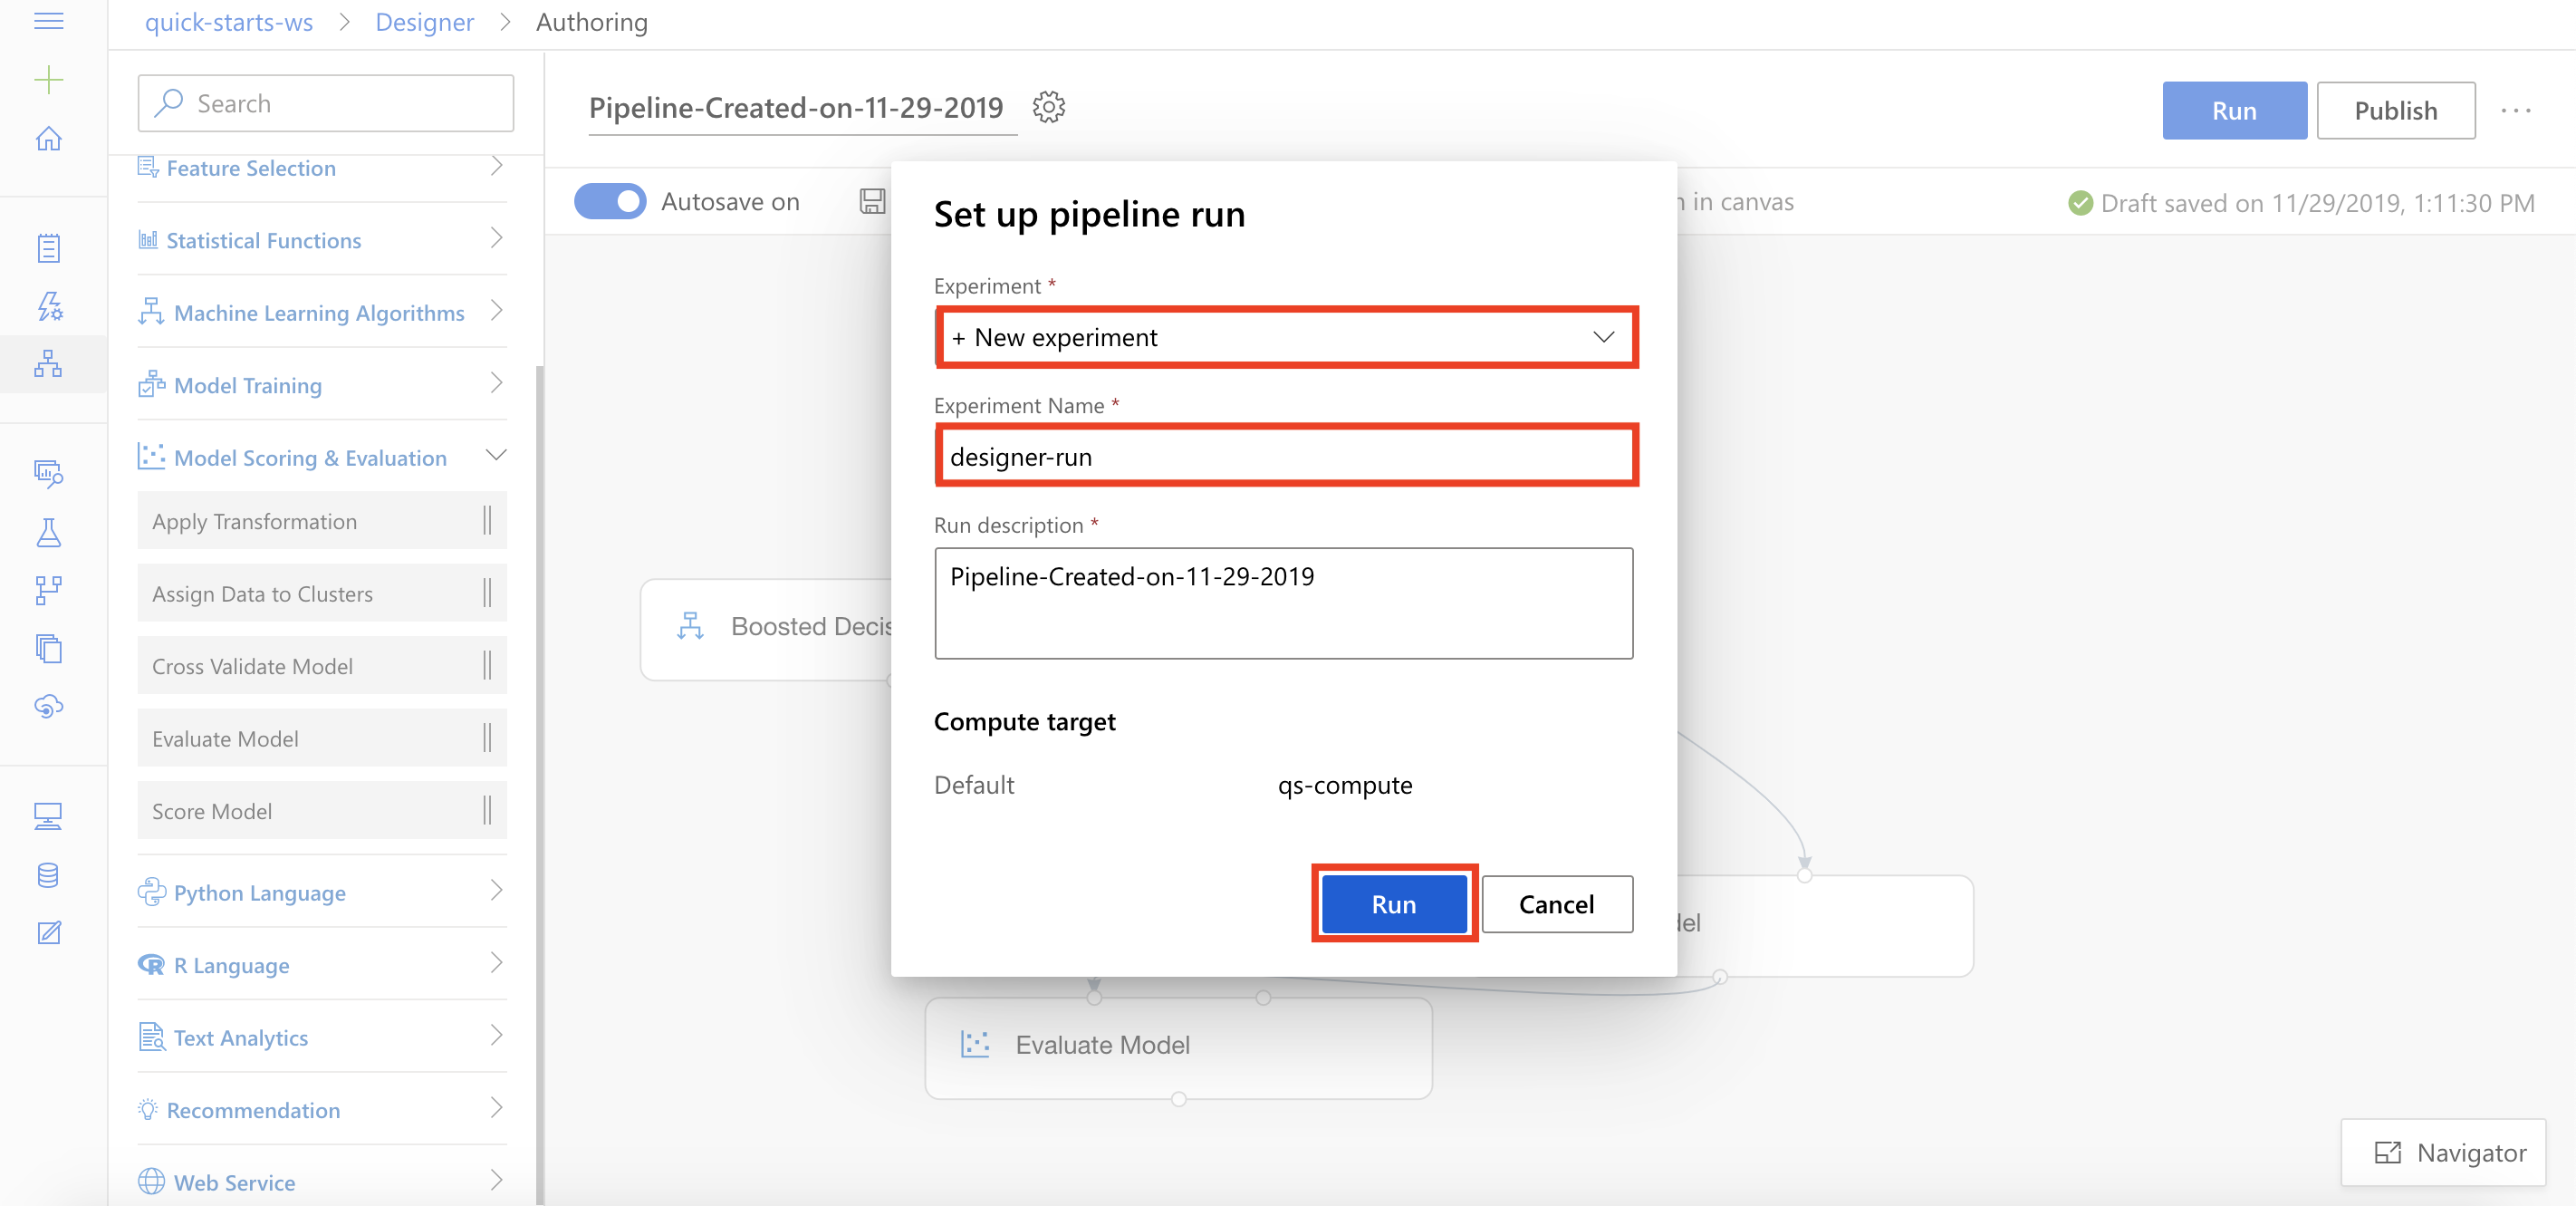 quick-starts-ws > Designer > Authoring
Search
Feature Selection
Statistical Functions
Machine Learning Algorithms
Model Training
Model Scoring & Evaluation
Apply Transformation
Assign Data to Clusters
Cross Validate Model
Evaluate Model
Score Model
Python Language
R Language
Text Analytics
Recommendation
Web Service
Pipeline-Created-on-11-29-2019
Run
Publish
...
Autosave on
in canvas
Draft saved on 11/29/2019, 1:11:30 PM
Set up pipeline run
Experiment *
+ New experiment
Experiment Name *
designer-run
Run description *
Pipeline-Created-on-11-29-2019
Compute target
Default qs-compute
Run
Cancel
Boosted Decis
del
Evaluate Model
Navigator